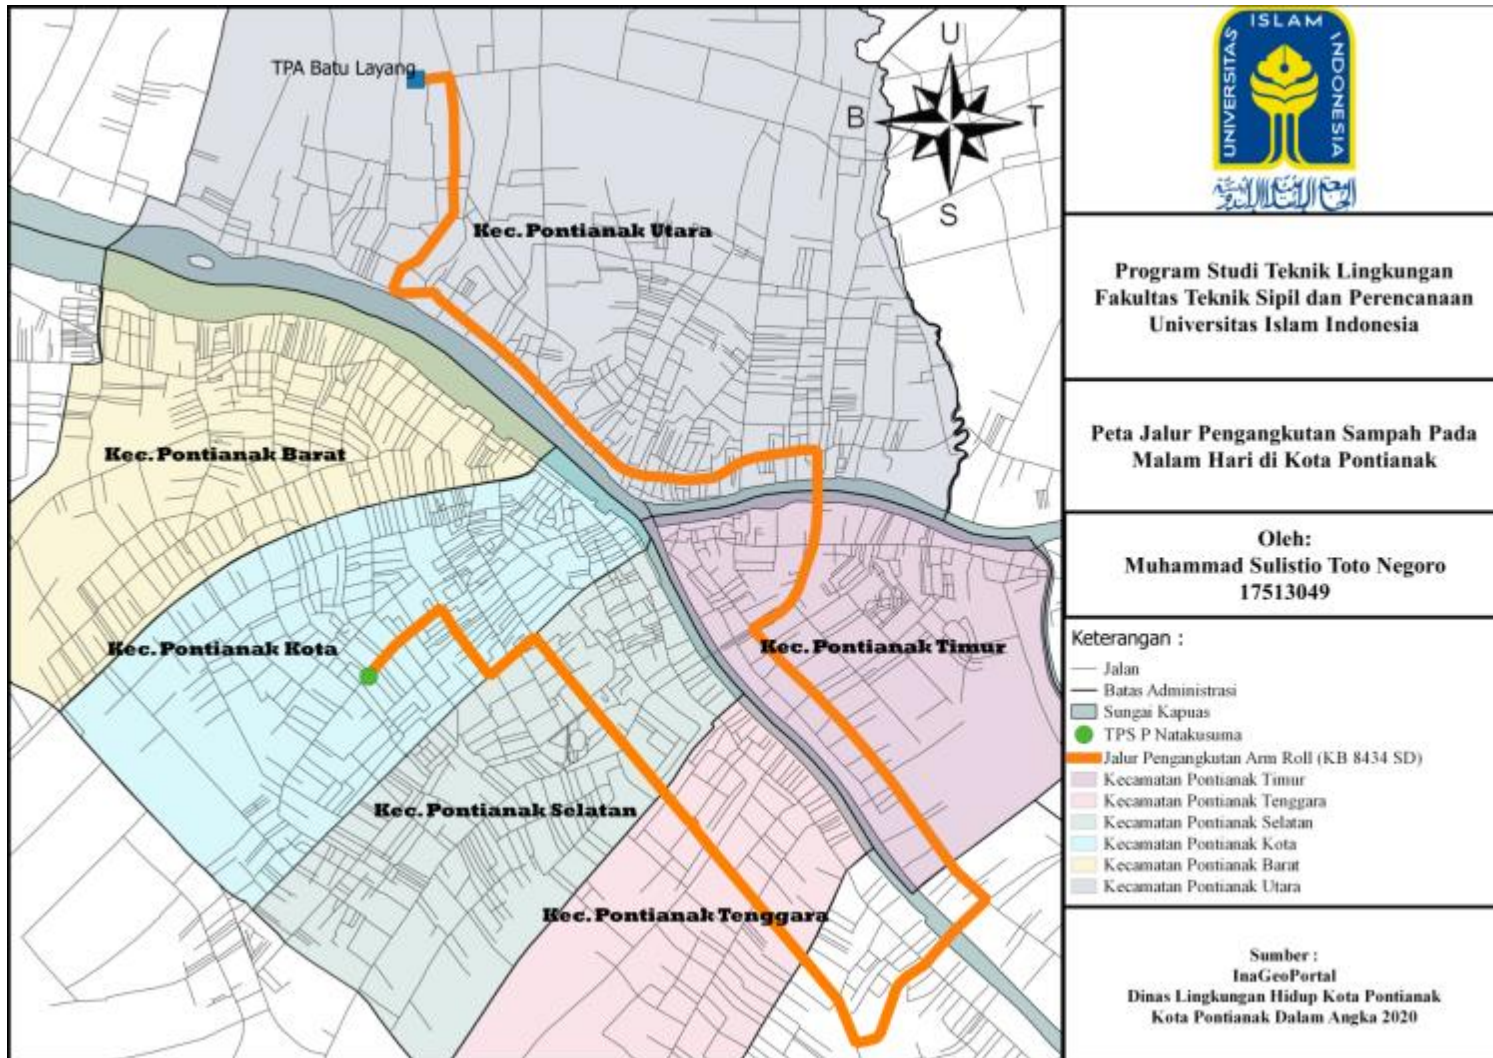 TPA Batu Layang
U
B
T
S
Kec. Pontianak Utara
Kec. Pontianak Barat
Kec. Pontianak Kota
Kec. Pontianak Timur
Kec. Pontianak Selatan
Kec. Pontianak Tenggara
UNIVERSITAS
ISLAM
INDONESIA
Program Studi Teknik Lingkungan
Fakultas Teknik Sipil dan Perencanaan
Universitas Islam Indonesia
Peta Jalur Pengangkutan Sampah Pada
Malam Hari di Kota Pontianak
Oleh:
Muhammad Sulistio Toto Negoro
17513049
Keterangan :
Jalan
Batas Administrasi
Sungai Kapuas
TPS P Natakusuma
Jalur Pengangkutan Arm Roll (KB 8434 SD)
Kecamatan Pontianak Timur
Kecamatan Pontianak Tenggara
Kecamatan Pontianak Selatan
Kecamatan Pontianak Kota
Kecamatan Pontianak Barat
Kecamatan Pontianak Utara
Sumber :
InaGeoPortal
Dinas Lingkungan Hidup Kota Pontianak
Kota Pontianak Dalam Angka 2020